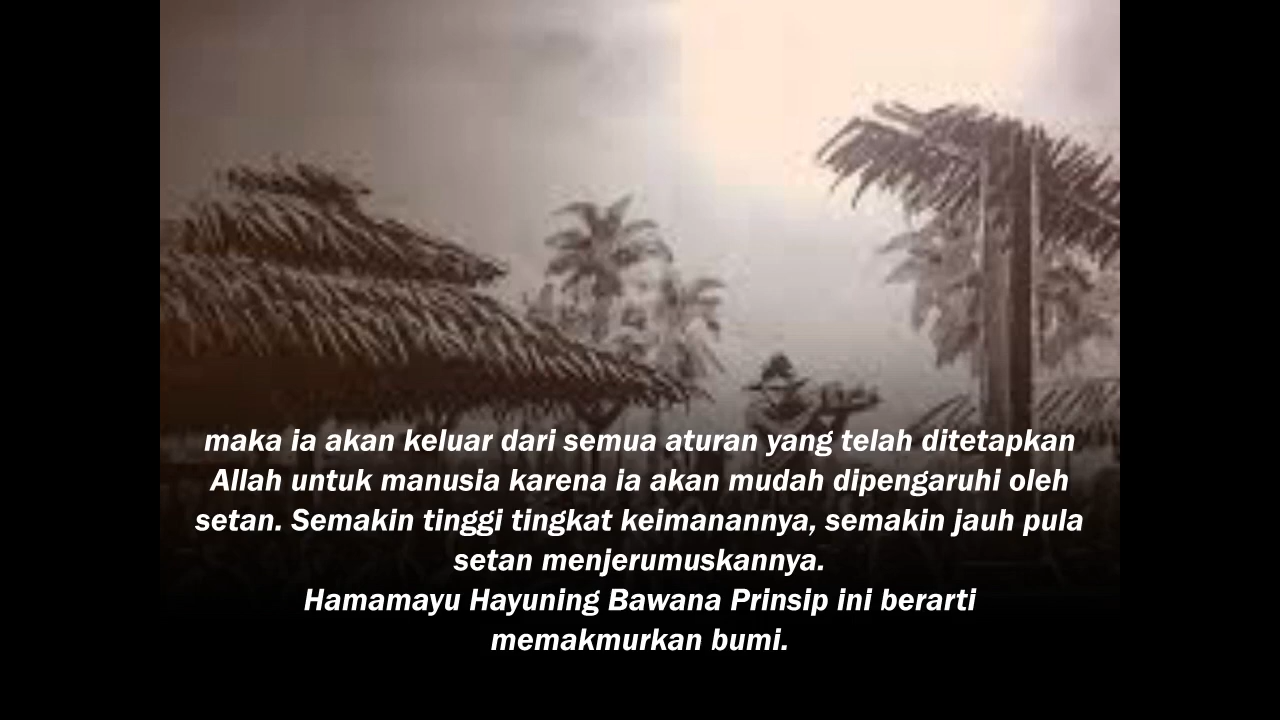 maka ia akan keluar dari semua aturan yang telah ditetapkan
Allah untuk manusia karena ia akan mudah dipengaruhi oleh
setan. Semakin tinggi tingkat keimanannya, semakin jauh pula
setan menjerumuskannya.
Hamamayu Hayuning Bawana Prinsip ini berarti
memakmurkan bumi.